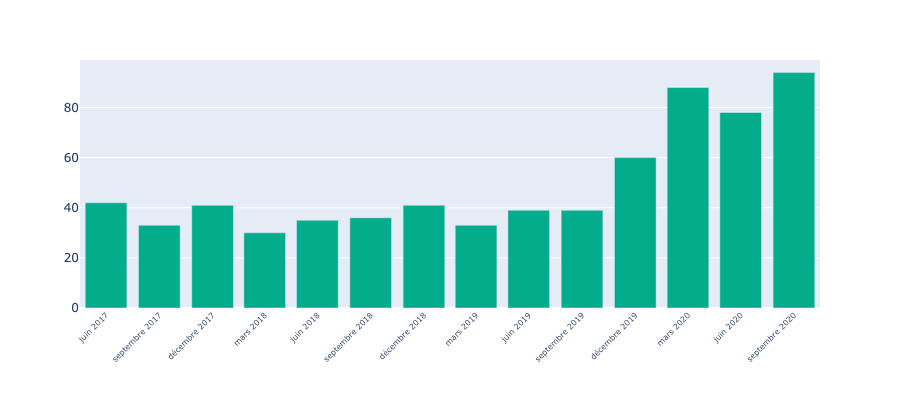 80
60
40
20
0
juin 2017
septembre 2017
décembre 2017
mars 2018
juin 2018
septembre 2018
décembre 2018
mars 2019
juin 2019
septembre 2019
décembre 2019
mars 2020
juin 2020
septembre 2020